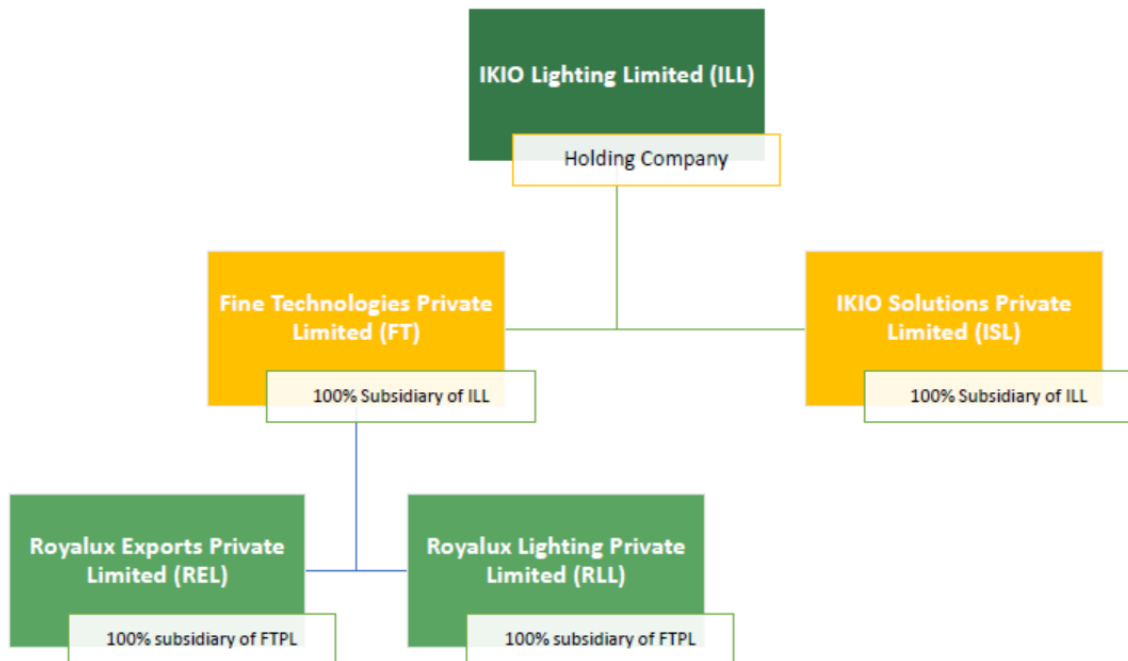 IKIO Lighting Limited (ILL)
Holding Company
Fine Technologies Private
Limited (FT)
100% Subsidiary of ILL
IKIO Solutions Private
Limited (ISL)
100% Subsidiary of ILL
Royalux Exports Private
Limited (REL)
100% subsidiary of FTPL
Royalux Lighting Private
Limited (RLL)
100% subsidiary of FTPL